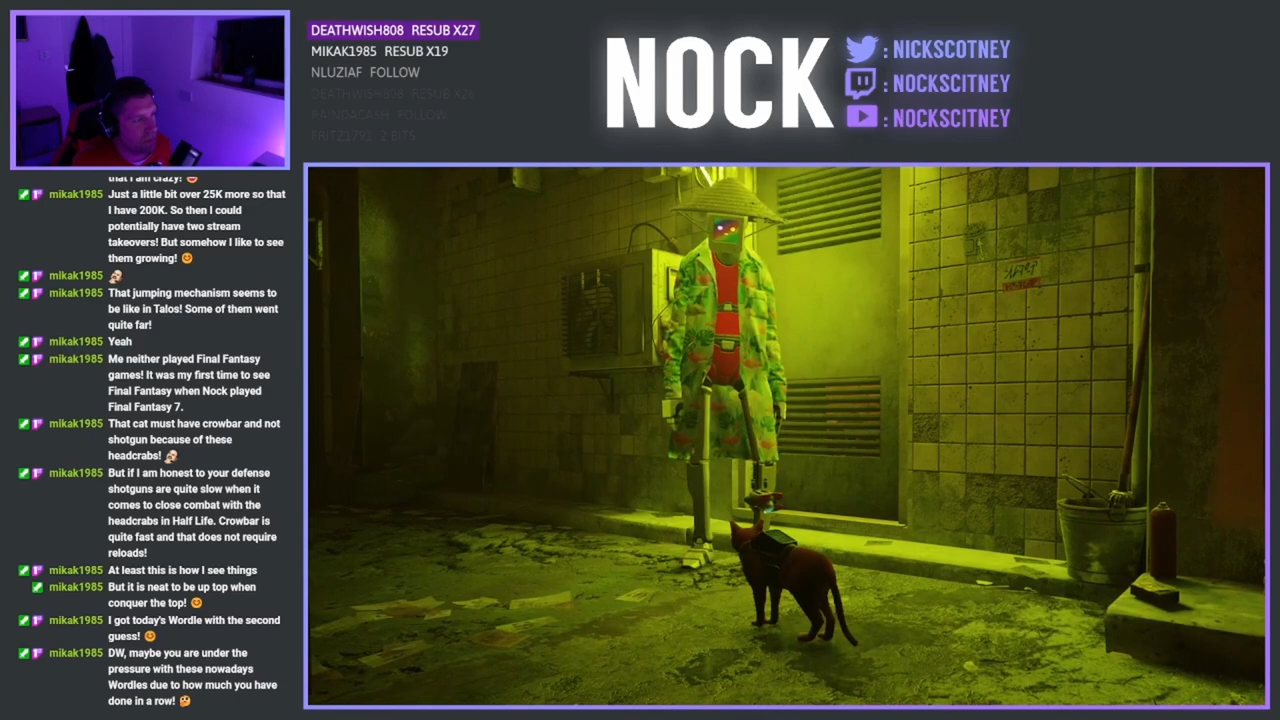 DEATHWISH808 RESUB X27
MIKAK1985 RESUB X19
NLUZIAF FOLLOW
DEATHWISH808 RESUB X26
RAINDACASH FOLLOW
FRITZ1792 2 BITS
NOCK
: NICKSCOTNEY
: NOCKSCITNEY
: NOCKSCITNEY
that I am crazy!
mikak1985 Just a little bit over 25K more so that
I have 200K. So then I could
potentially have two stream
takeovers! But somehow I like to see
them growing!
mikak1985
mikak1985 That jumping mechanism seems to
be like in Talos! Some of them went
quite far!
mikak1985 Yeah
mikak1985 Me neither played Final Fantasy
games! It was my first time to see
Final Fantasy when Nock played
Final Fantasy 7.
mikak1985 That cat must have crowbar and not
shotgun because of these
headcrabs!
mikak1985 But if I am honest to your defense
shotguns are quite slow when it
comes to close combat with the
headcrabs in Half Life. Crowbar is
quite fast and that does not require
reloads!
mikak1985 At least this is how I see things
mikak1985 But it is neat to be up top when
conquer the top!
mikak1985 I got today's Wordle with the second
guess!
mikak1985 DW, maybe you are under the
pressure with these nowadays
Wordles due to how much you have
done in a row!